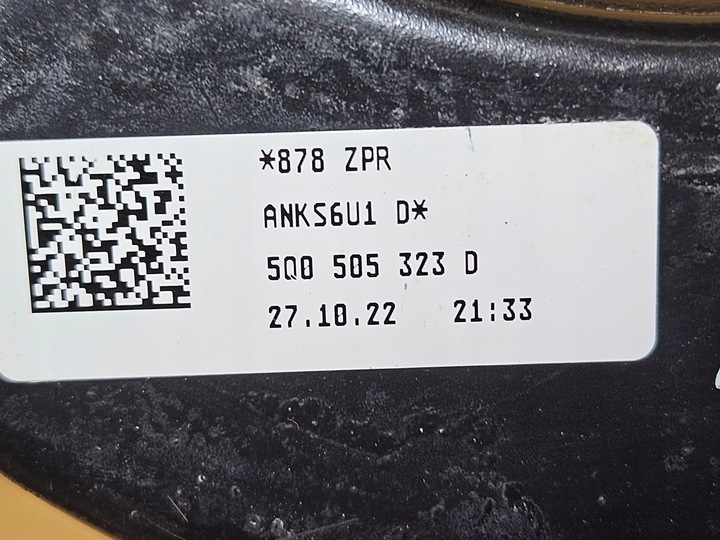 *878 ZPR
ANKS6U1 D*
5Q0 505 323 D
27.10.22 21:33